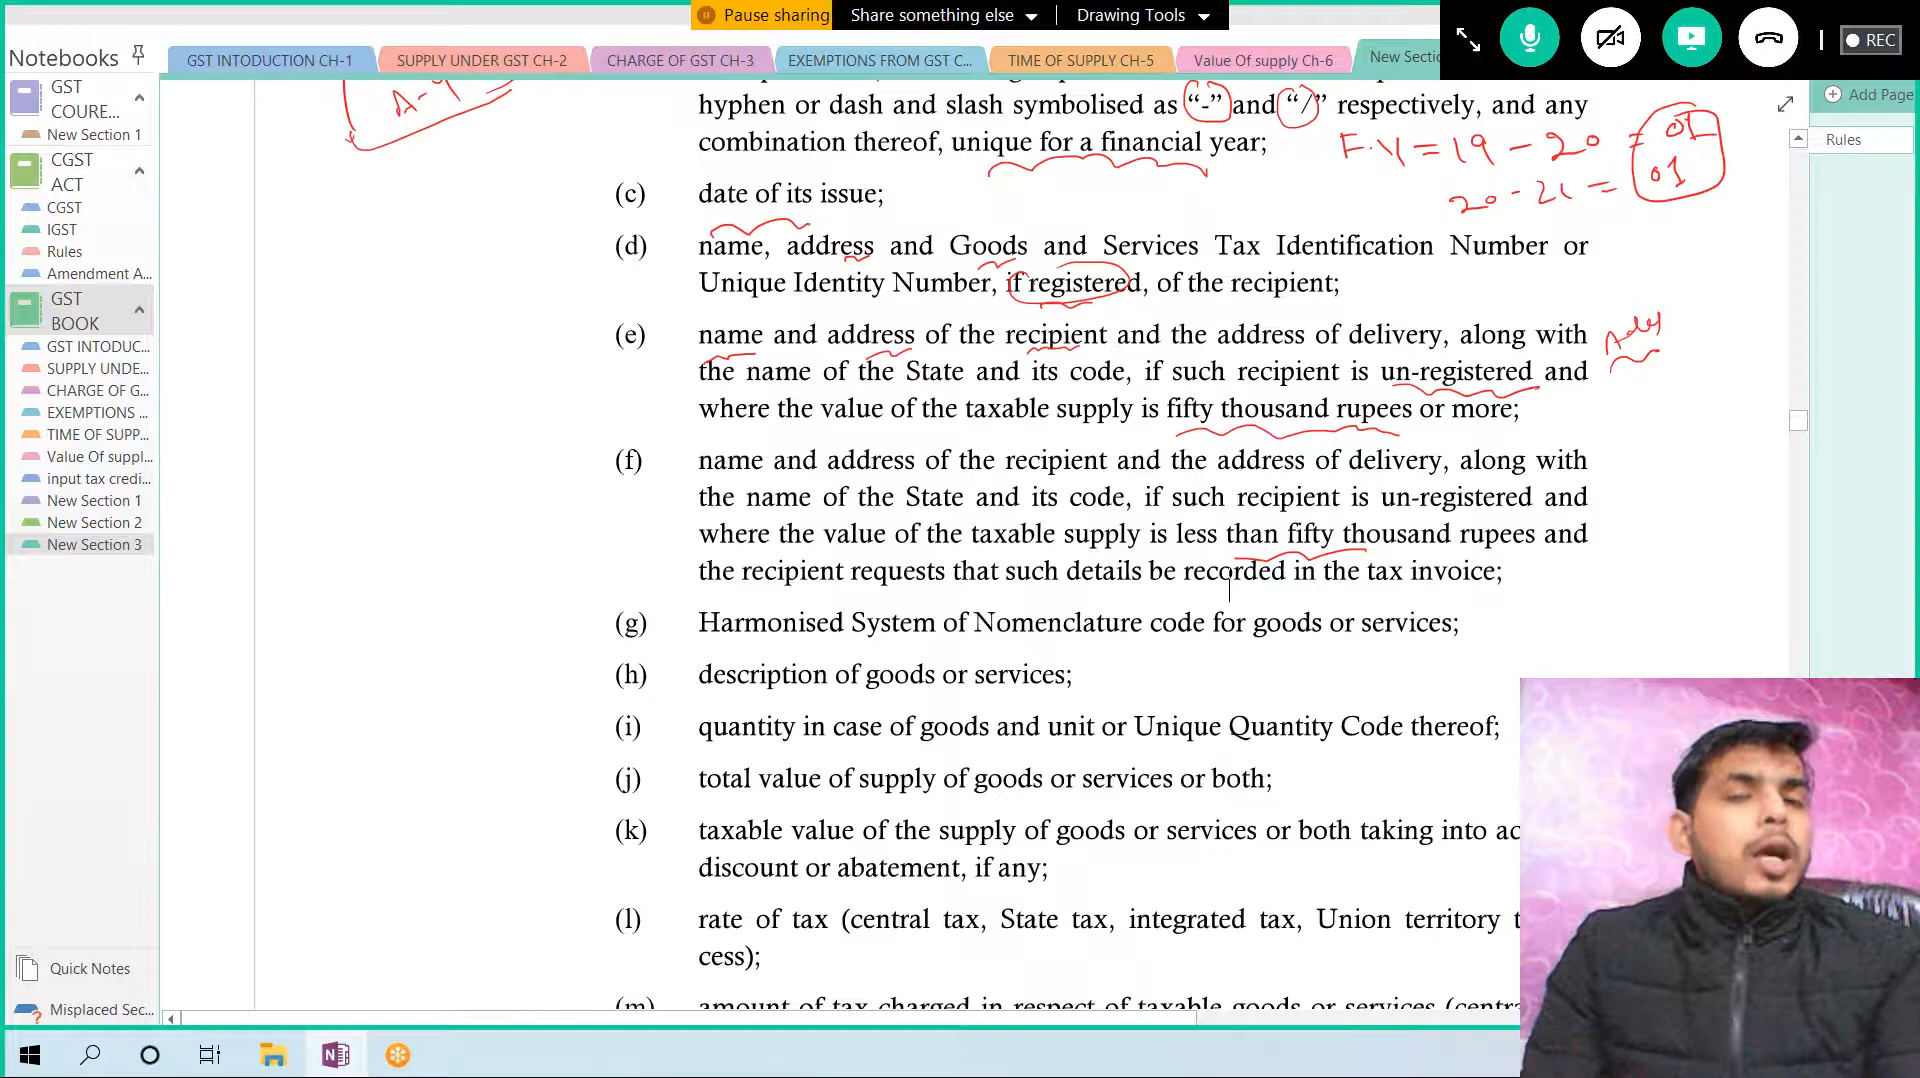 Pause sharing
Share something else
Drawing Tools
REC
Notebooks
GST INTODUCTION CH-1
SUPPLY UNDER GST CH-2
CHARGE OF GST CH-3
EXEMPTIONS FROM GST C...
TIME OF SUPPLY CH-5
Value Of supply Ch-6
New Sectio
Add Page
Rules
GST
COURE...
New Section 1
CGST
ACT
CGST
IGST
Rules
Amendment A...
GST
BOOK
GST INTODUC...
SUPPLY UNDE...
CHARGE OF G...
EXEMPTIONS ...
TIME OF SUPP...
Value Of suppl...
input tax credi...
New Section 1
New Section 2
New Section 3
Quick Notes
Misplaced Sec...
hyphen or dash and slash symbolised as “-” and “/” respectively, and any
combination thereof, unique for a financial year;
F.Y = 19 - 20 = 01
20 - 21 = 01
(c) date of its issue;
(d) name, address and Goods and Services Tax Identification Number or
Unique Identity Number, if registered, of the recipient;
(e) name and address of the recipient and the address of delivery, along with
the name of the State and its code, if such recipient is un-registered and
where the value of the taxable supply is fifty thousand rupees or more;
(f) name and address of the recipient and the address of delivery, along with
the name of the State and its code, if such recipient is un-registered and
where the value of the taxable supply is less than fifty thousand rupees and
the recipient requests that such details be recorded in the tax invoice;
(g) Harmonised System of Nomenclature code for goods or services;
(h) description of goods or services;
(i) quantity in case of goods and unit or Unique Quantity Code thereof;
(j) total value of supply of goods or services or both;
(k) taxable value of the supply of goods or services or both taking into ac
discount or abatement, if any;
(l) rate of tax (central tax, State tax, integrated tax, Union territory t
cess);
(m) amount of tax charged in respect of taxable goods or services (centr